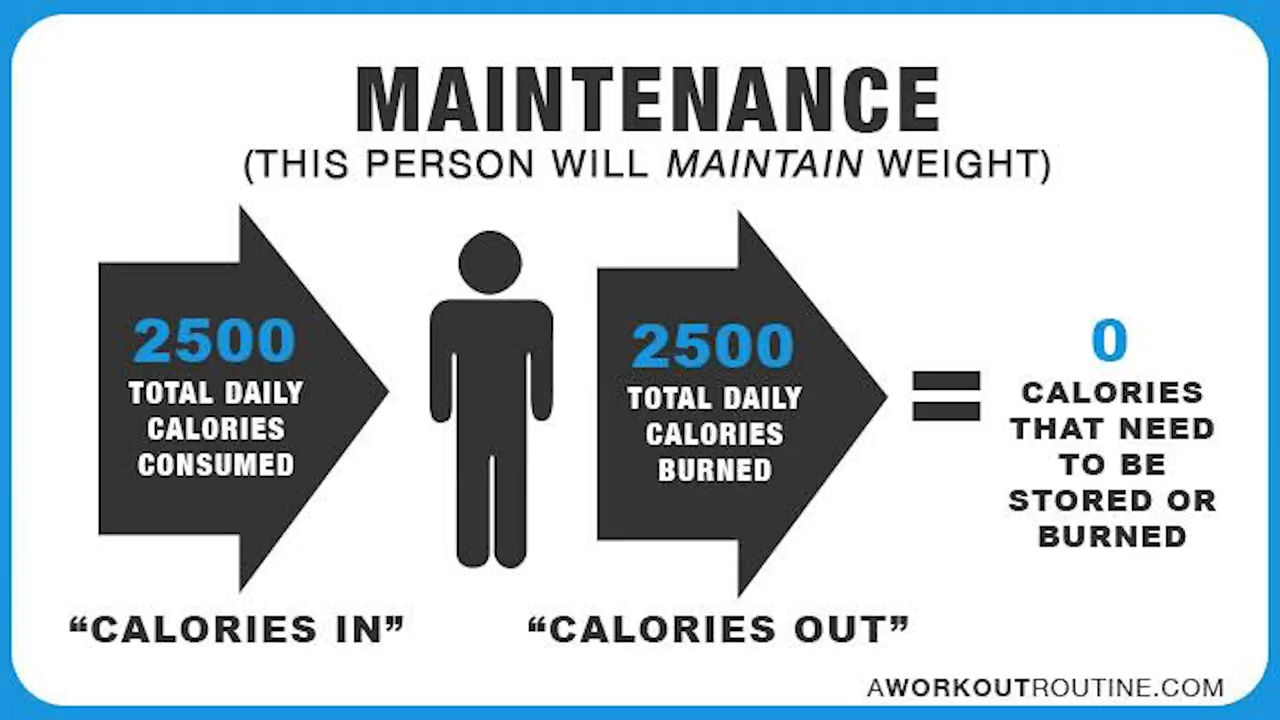 MAINTENANCE
(THIS PERSON WILL MAINTAIN WEIGHT)
2500
TOTAL DAILY
CALORIES
CONSUMED
"CALORIES IN"
2500
TOTAL DAILY
CALORIES
BURNED
"CALORIES OUT"
=
0
CALORIES
THAT NEED
TO BE
STORED OR
BURNED
AWORKOUTROUTINE.COM